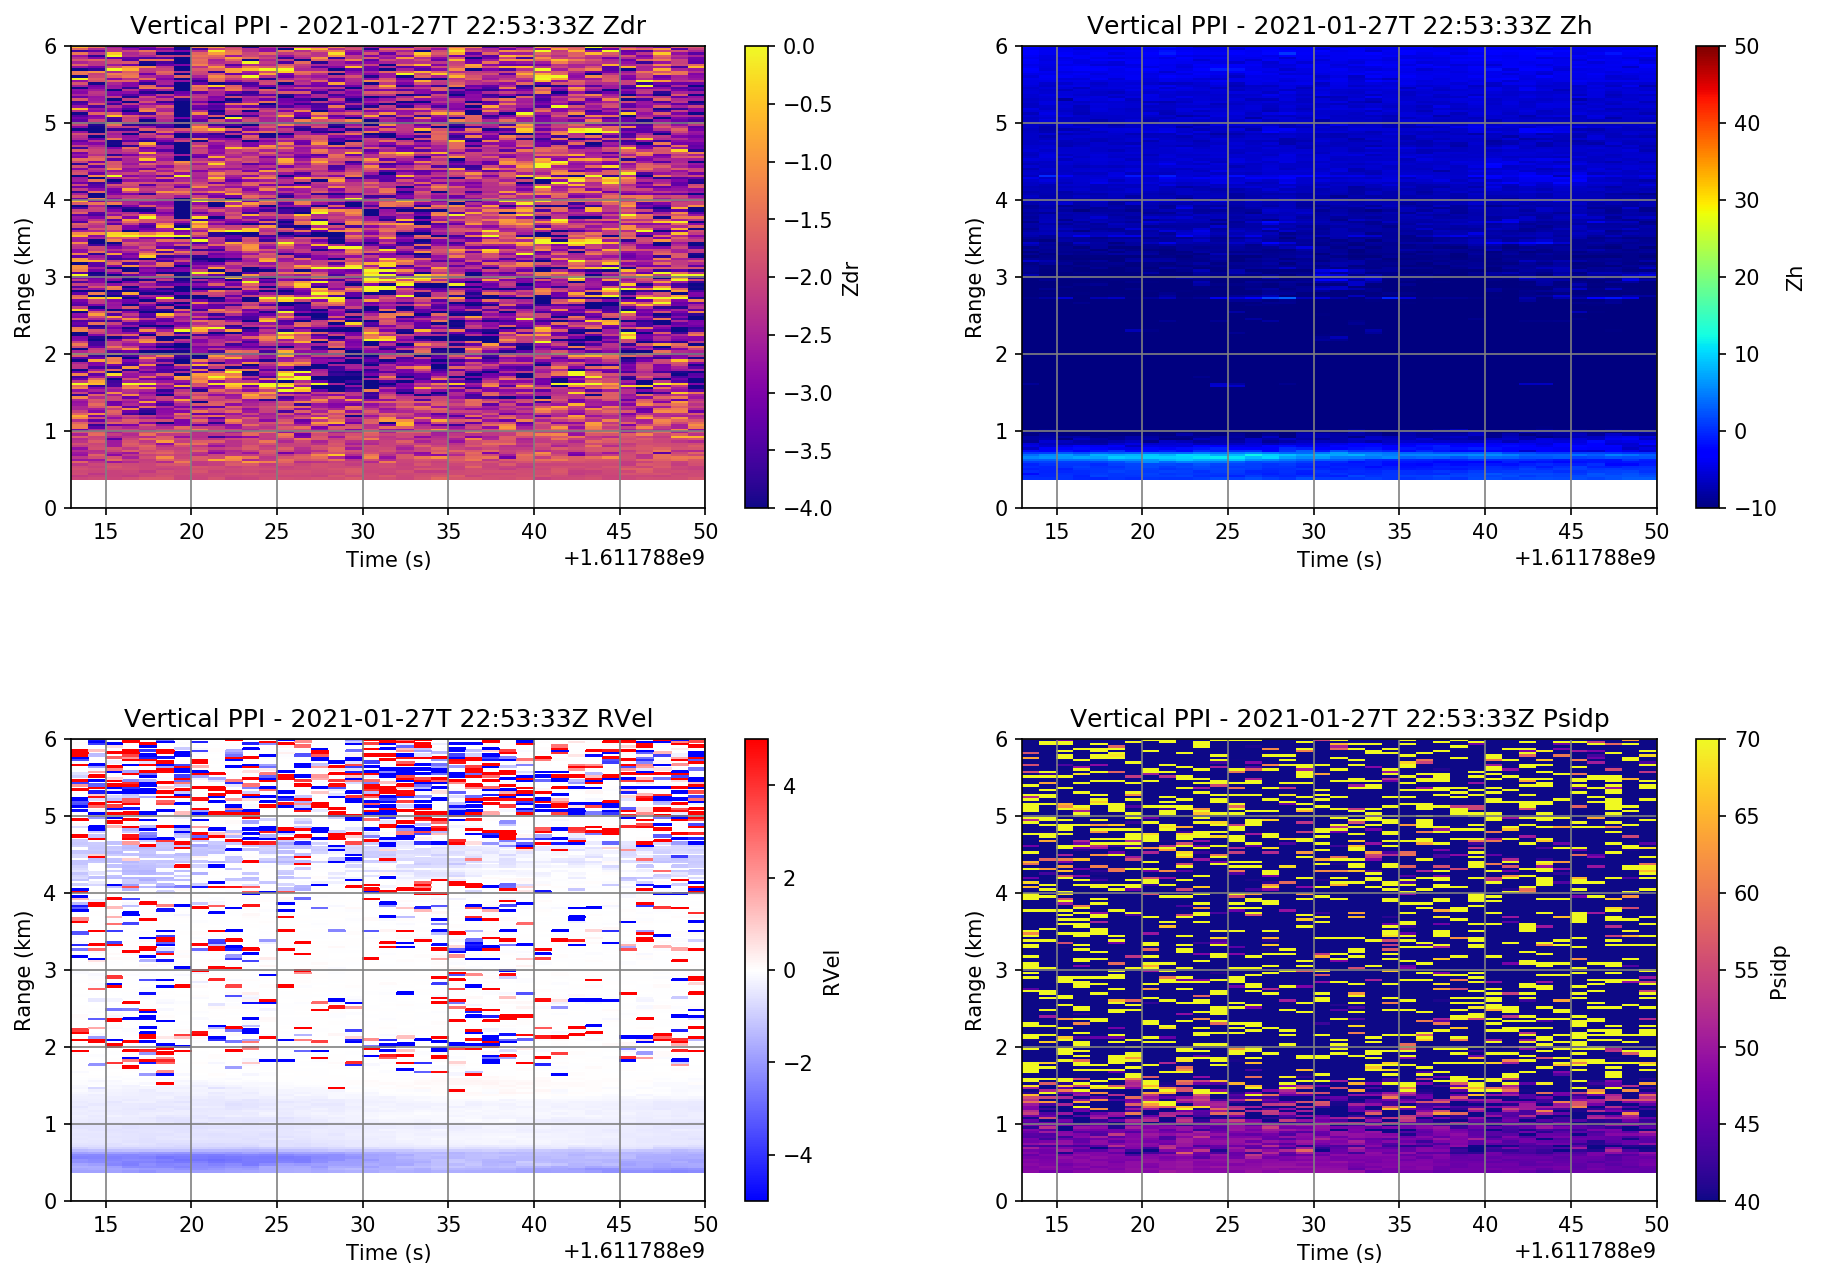 Vertical PPI - 2021-01-27T 22:53:33Z Zdr
6
5
4
3
2
1
0
Range (km)
15 20 25 30 35 40 45 50
Time (s)
+1.611788e9
0.0
−0.5
−1.0
−1.5
−2.0
−2.5
−3.0
−3.5
−4.0
Zdr
Vertical PPI - 2021-01-27T 22:53:33Z Zh
6
5
4
3
2
1
0
Range (km)
15 20 25 30 35 40 45 50
Time (s)
+1.611788e9
50
40
30
20
10
0
−10
Zh
Vertical PPI - 2021-01-27T 22:53:33Z RVel
6
5
4
3
2
1
0
Range (km)
15 20 25 30 35 40 45 50
Time (s)
+1.611788e9
4
2
0
−2
−4
RVel
Vertical PPI - 2021-01-27T 22:53:33Z Psidp
6
5
4
3
2
1
0
Range (km)
15 20 25 30 35 40 45 50
Time (s)
+1.611788e9
70
65
60
55
50
45
40
Psidp